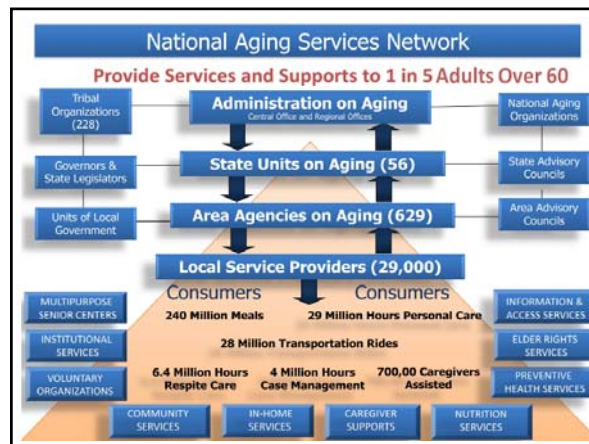 National Aging Services Network
Provide Services and Supports to 1 in 5 Adults Over 60
Tribal
Organizations
(228)
Administration on Aging
Central Office and Regional Offices
National Aging
Organizations
Governors &
State Legislators
State Units on Aging (56)
State Advisory
Councils
Units of Local
Government
Area Agencies on Aging (629)
Area Advisory
Councils
Local Service Providers (29,000)
Consumers
Consumers
MULTIPURPOSE
SENIOR CENTERS
240 Million Meals
29 Million Hours Personal Care
INFORMATION &
ACCESS SERVICES
INSTITUTIONAL
SERVICES
28 Million Transportation Rides
ELDER RIGHTS
SERVICES
VOLUNTARY
ORGANIZATIONS
6.4 Million Hours
Respite Care
4 Million Hours
Case Management
700,00 Caregivers
Assisted
PREVENTIVE
HEALTH SERVICES
COMMUNITY
SERVICES
IN-HOME
SERVICES
CAREGIVER
SUPPORTS
NUTRITION
SERVICES